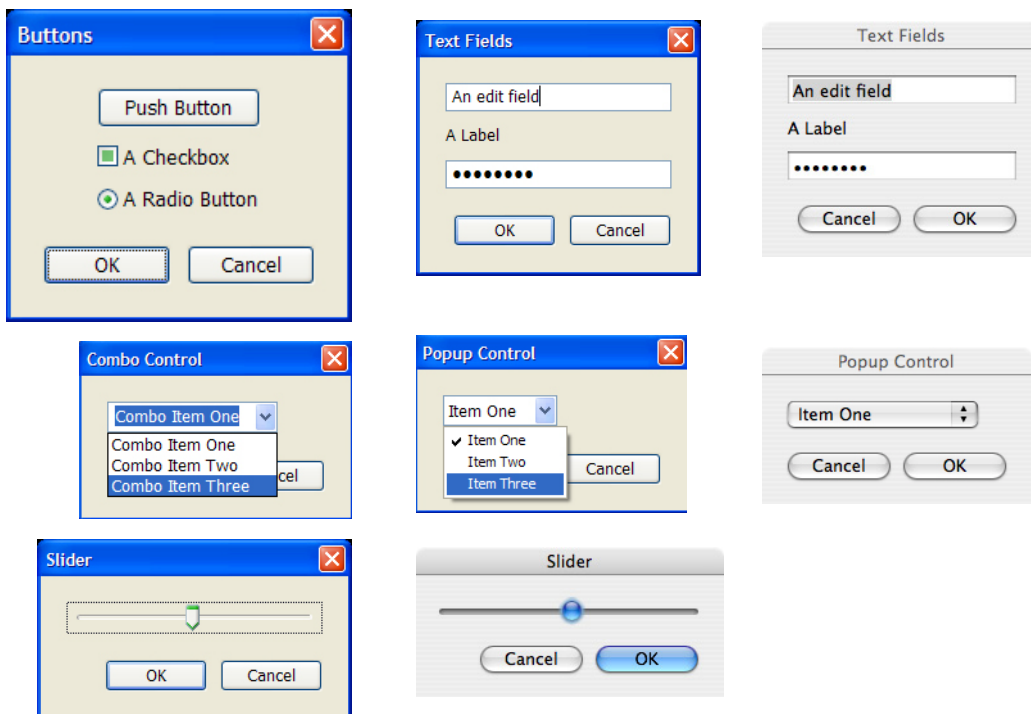 Buttons
Push Button
A Checkbox
A Radio Button
OK
Cancel
Text Fields
An edit field
A Label
OK
Cancel
Text Fields
An edit field
A Label
Cancel
OK
Combo Control
Combo Item One
Combo Item One
Combo Item Two
Combo Item Three
cel
Popup Control
Item One
Item One
Item Two
Item Three
Cancel
Popup Control
Item One
Cancel
OK
Slider
OK
Cancel
Slider
Cancel
OK